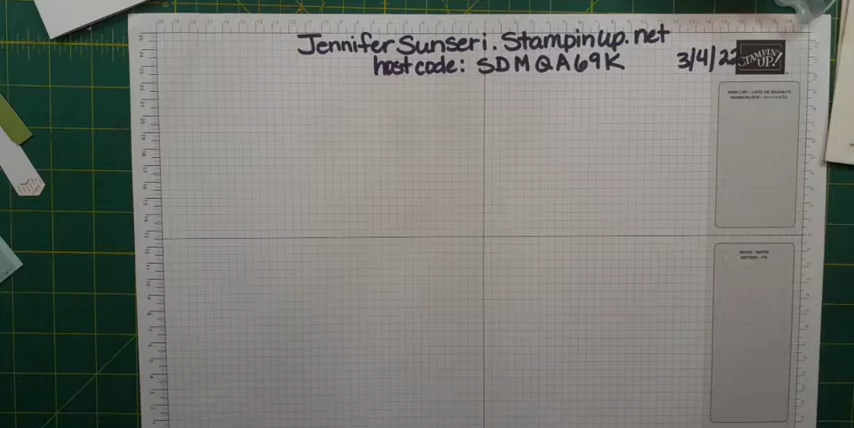 JenniferSunseri.Stampinup.net
host code: SDMQA69K 3/4/22
STAMPIN' UP!